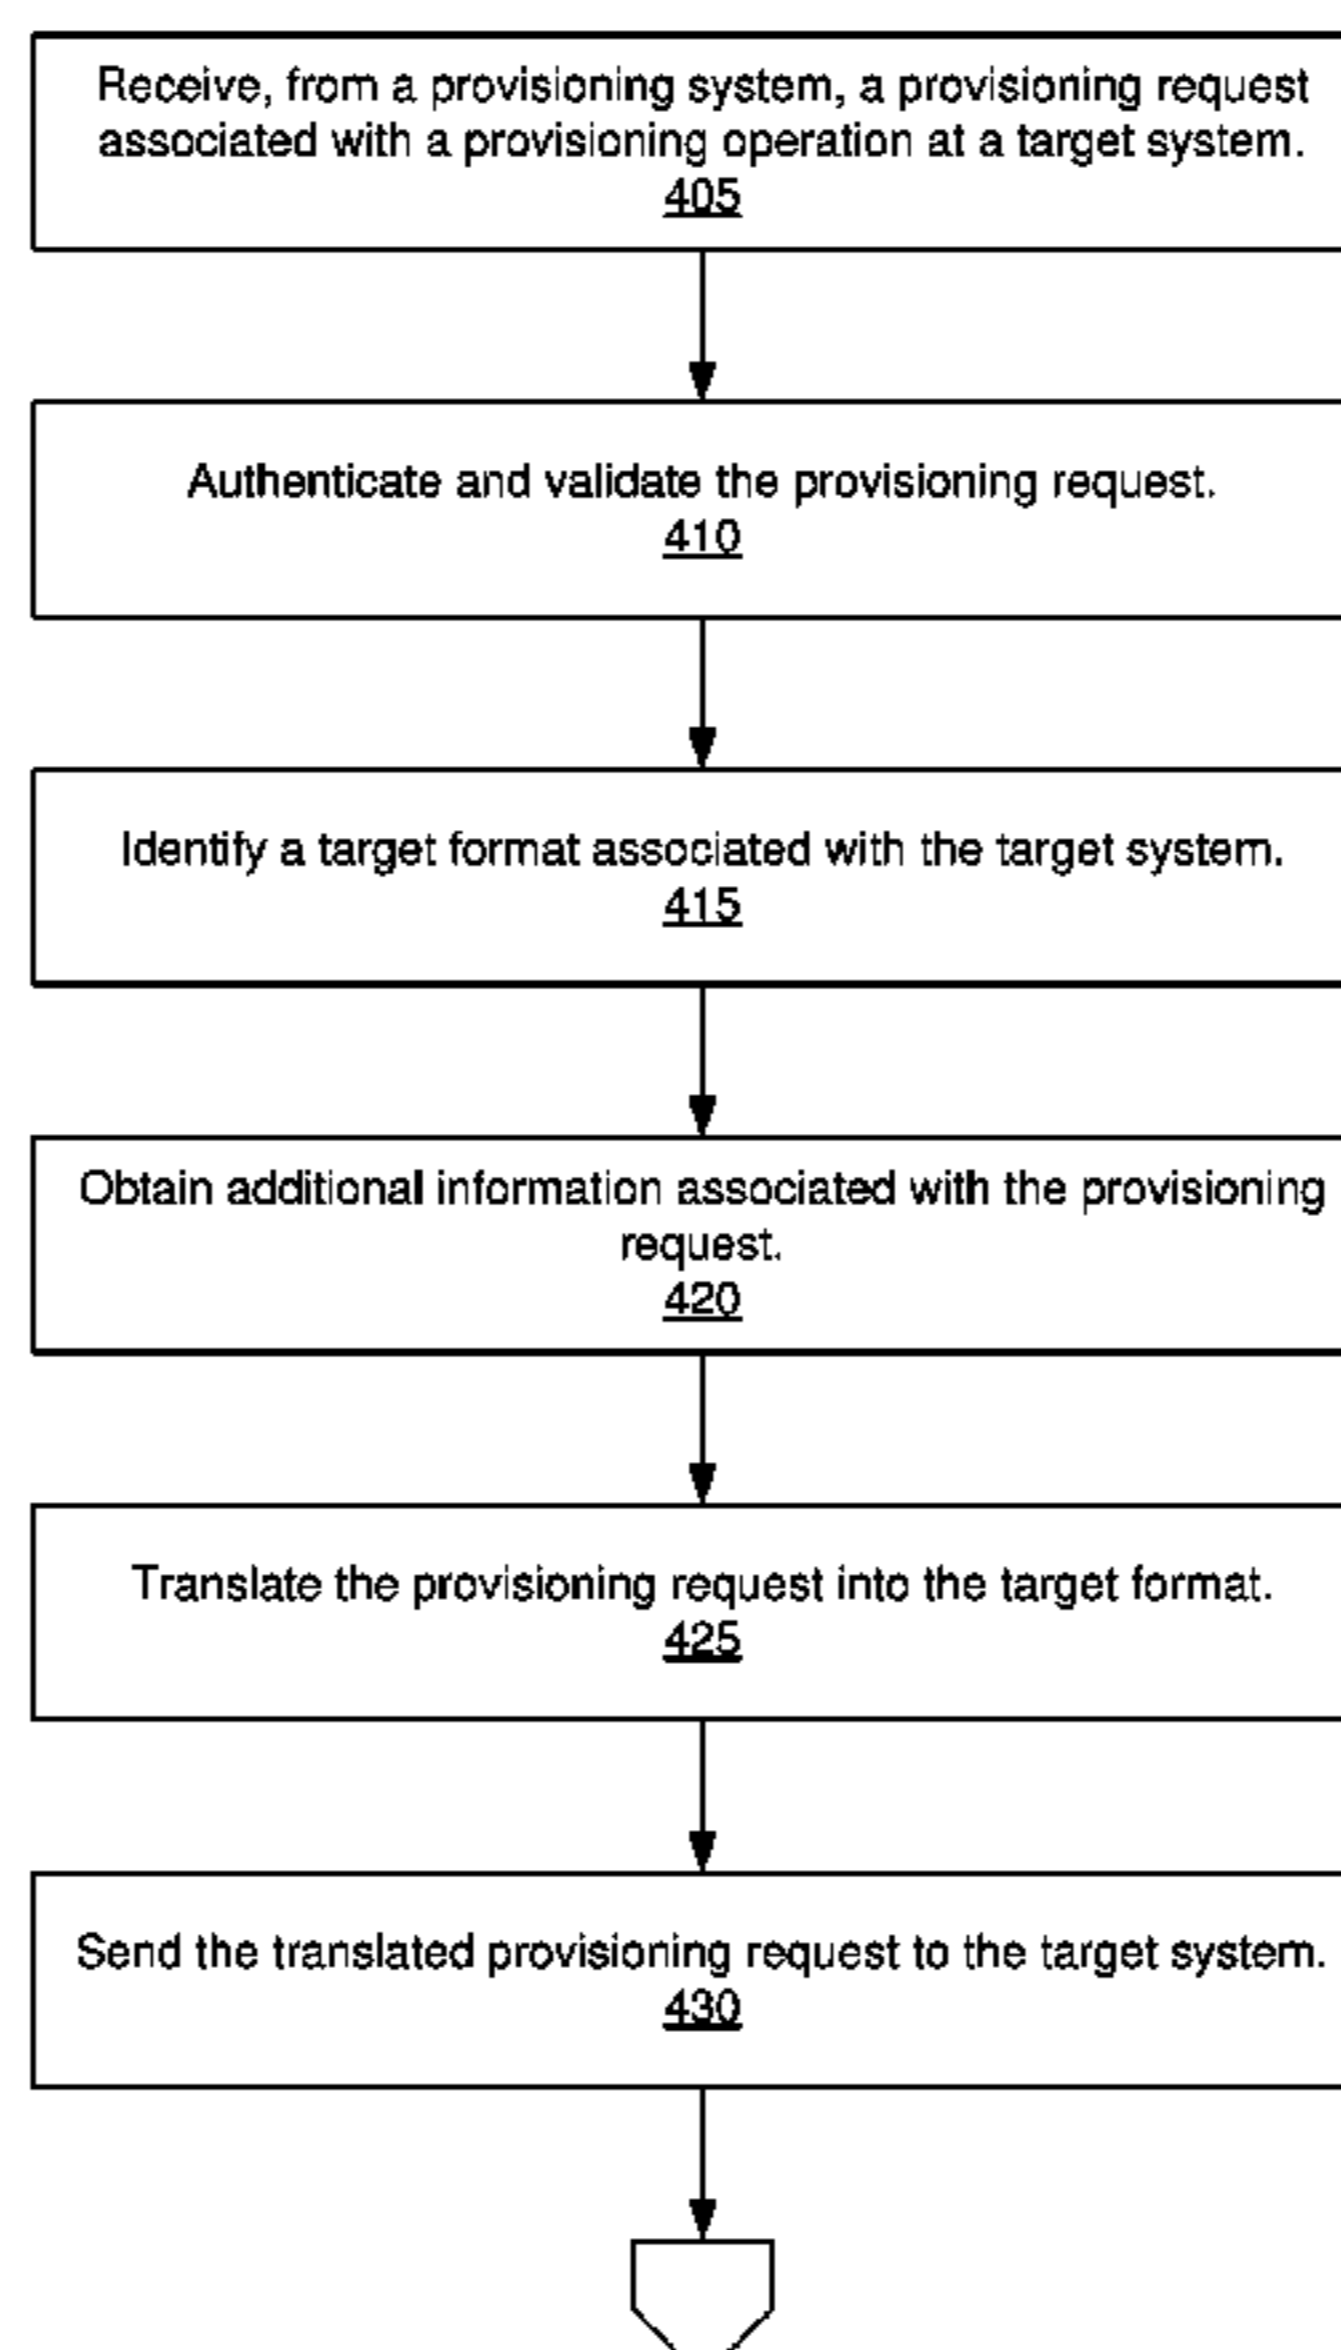 Receive, from a provisioning system, a provisioning request
associated with a provisioning operation at a target system.
405
Authenticate and validate the provisioning request.
410
Identify a target format associated with the target system.
415
Obtain additional information associated with the provisioning
request.
420
Translate the provisioning request into the target format.
425
Send the translated provisioning request to the target system.
430